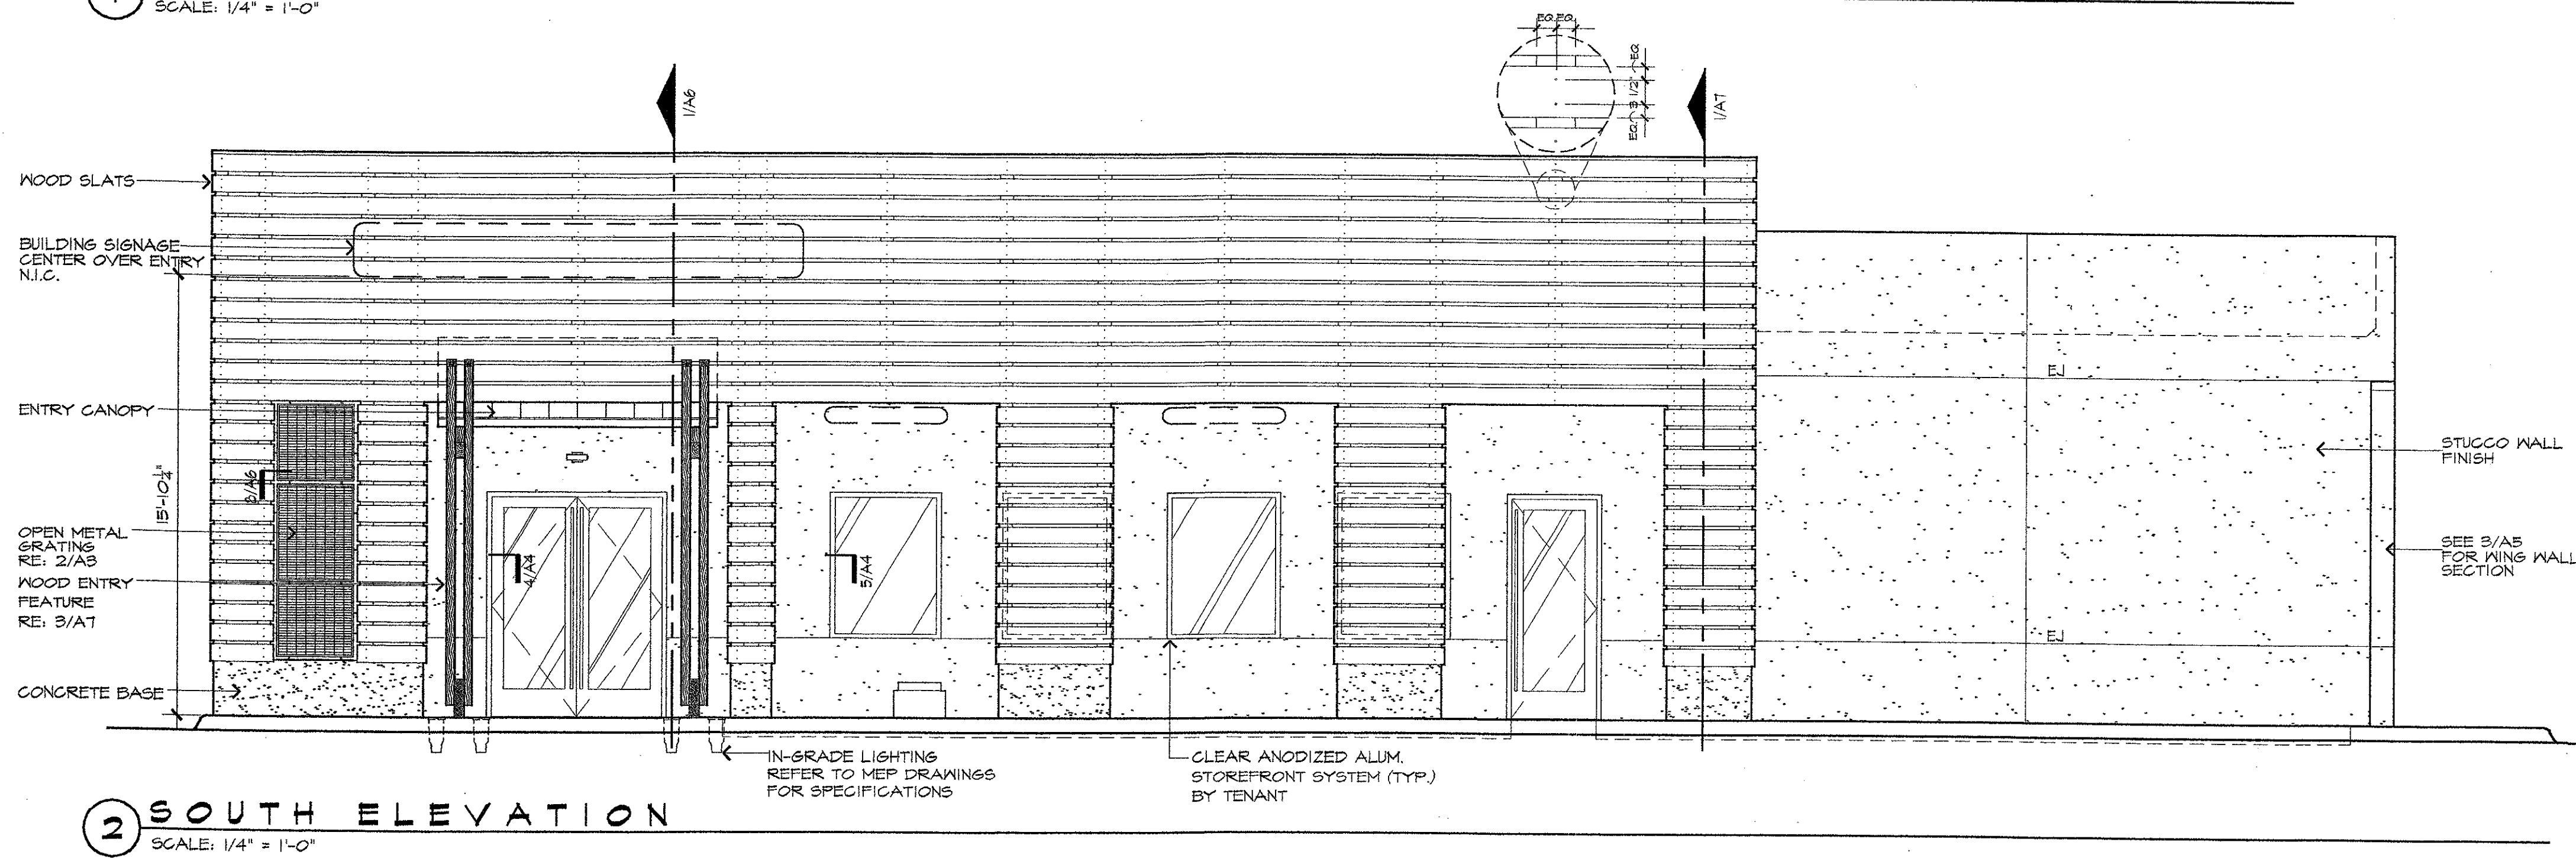 1
SCALE: 1/4" = 1'-0"
EQ. EQ.
EQ
3 1/2"
EQ.
1/A6
1/A7
WOOD SLATS
BUILDING SIGNAGE
CENTER OVER ENTRY
N.I.C.
ENTRY CANOPY
15'-10 1/4"
3/A6
OPEN METAL
GRATING
RE: 2/A3
WOOD ENTRY
FEATURE
RE: 3/A7
4/A4
5/A4
CONCRETE BASE
EJ
EJ
STUCCO WALL
FINISH
SEE 3/A5
FOR WING WALL
SECTION
IN-GRADE LIGHTING
REFER TO MEP DRAWINGS
FOR SPECIFICATIONS
CLEAR ANODIZED ALUM.
STOREFRONT SYSTEM (TYP.)
BY TENANT
2 SOUTH ELEVATION
SCALE: 1/4" = 1'-0"